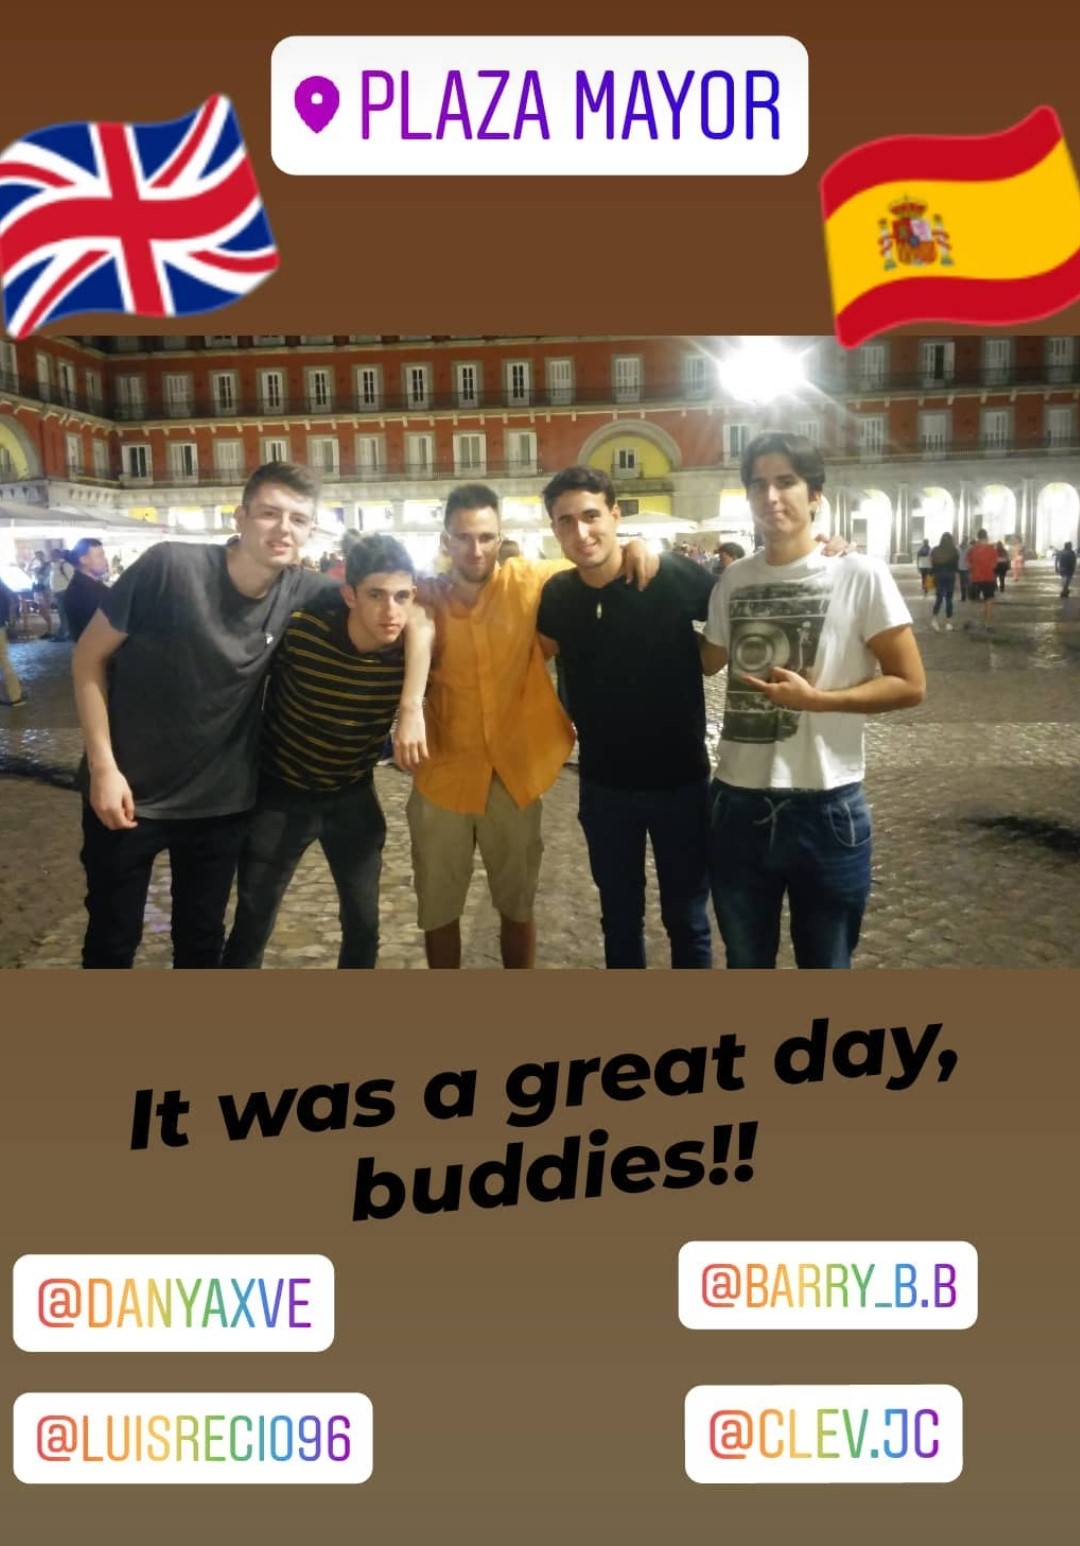 PLAZA MAYOR
It was a great day,
buddies!!
@DANYAXVE
@BARRY_B.B
@LUISRECIO96
@CLEV.JC